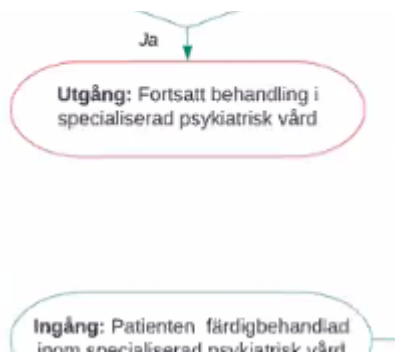 Ja
Utgång: Fortsatt behandling i
specialiserad psykiatrisk vård
Ingång: Patienten färdigbehandlad
inom specialiserad psykiatrisk vård